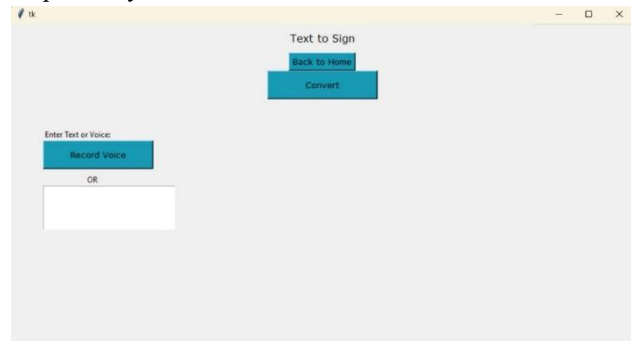 tk
Text to Sign
Back to Home
Convert
Enter Text or Voice:
Record Voice
OR